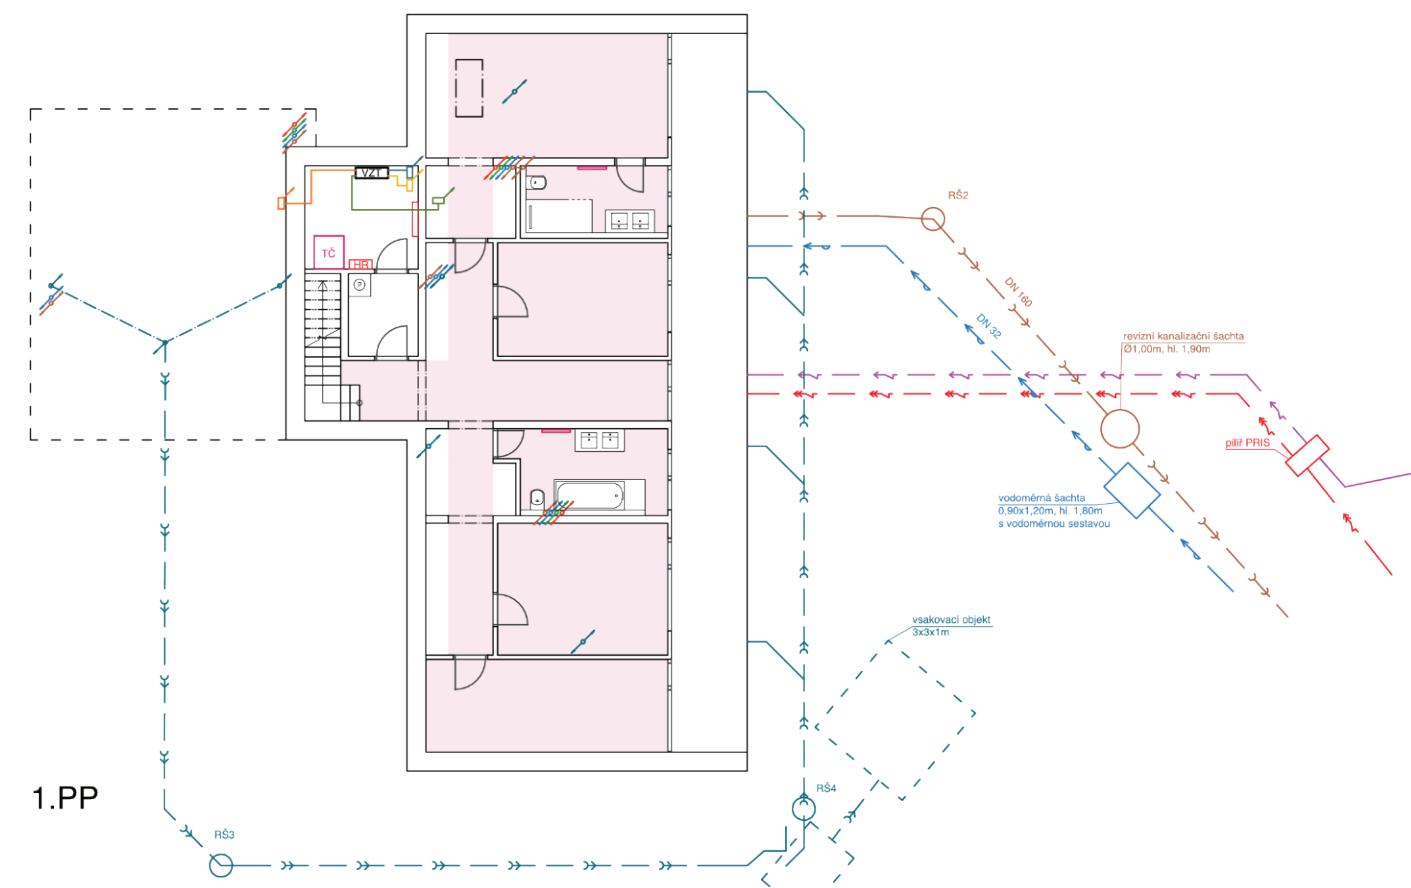 VZT
TČ
HR
P
RŠ2
DN 160
DN 32
revizní kanalizační šachta
Ø1,00m, hl. 1,90m
pilíř PRIS
vodoměrná šachta
0,90x1,20m, hl. 1,80m
s vodoměrnou sestavou
vsakovací objekt
3x3x1m
RŠ4
1.PP
RŠ3